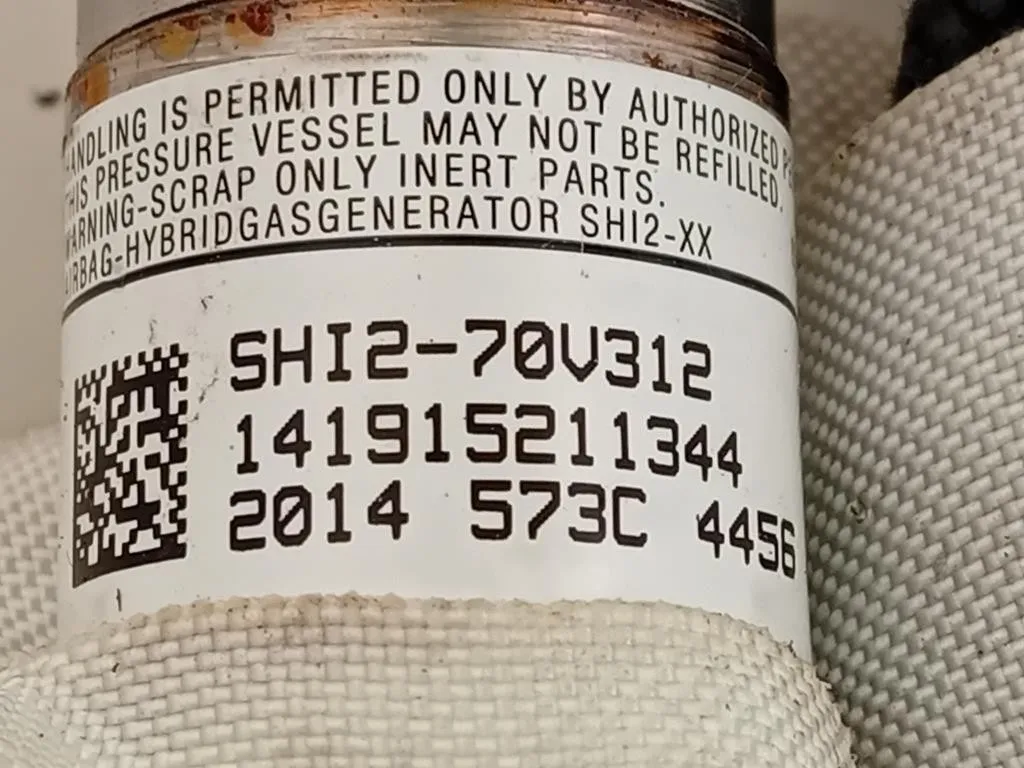 HANDLING IS PERMITTED ONLY BY AUTHORIZED
THIS PRESSURE VESSEL MAY NOT BE REFILLED.
WARNING-SCRAP ONLY INERT PARTS.
AIRBAG-HYBRIDGASGENERATOR SHI2-XX
SHI2-70V312
141915211344
2014 573C 4456